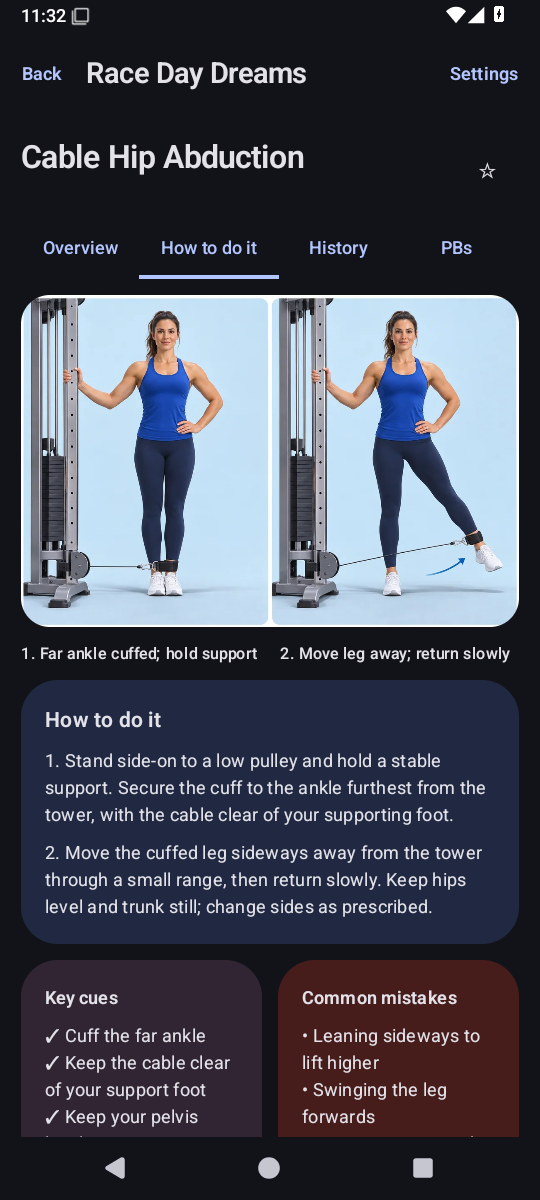 11:32
Back Race Day Dreams Settings
Cable Hip Abduction
Overview How to do it History PBs
1. Far ankle cuffed; hold support
2. Move leg away; return slowly
How to do it
1. Stand side-on to a low pulley and hold a stable
support. Secure the cuff to the ankle furthest from the
tower, with the cable clear of your supporting foot.
2. Move the cuffed leg sideways away from the tower
through a small range, then return slowly. Keep hips
level and trunk still; change sides as prescribed.
Key cues
✓ Cuff the far ankle
✓ Keep the cable clear
of your support foot
✓ Keep your pelvis
Common mistakes
• Leaning sideways to
lift higher
• Swinging the leg
forwards